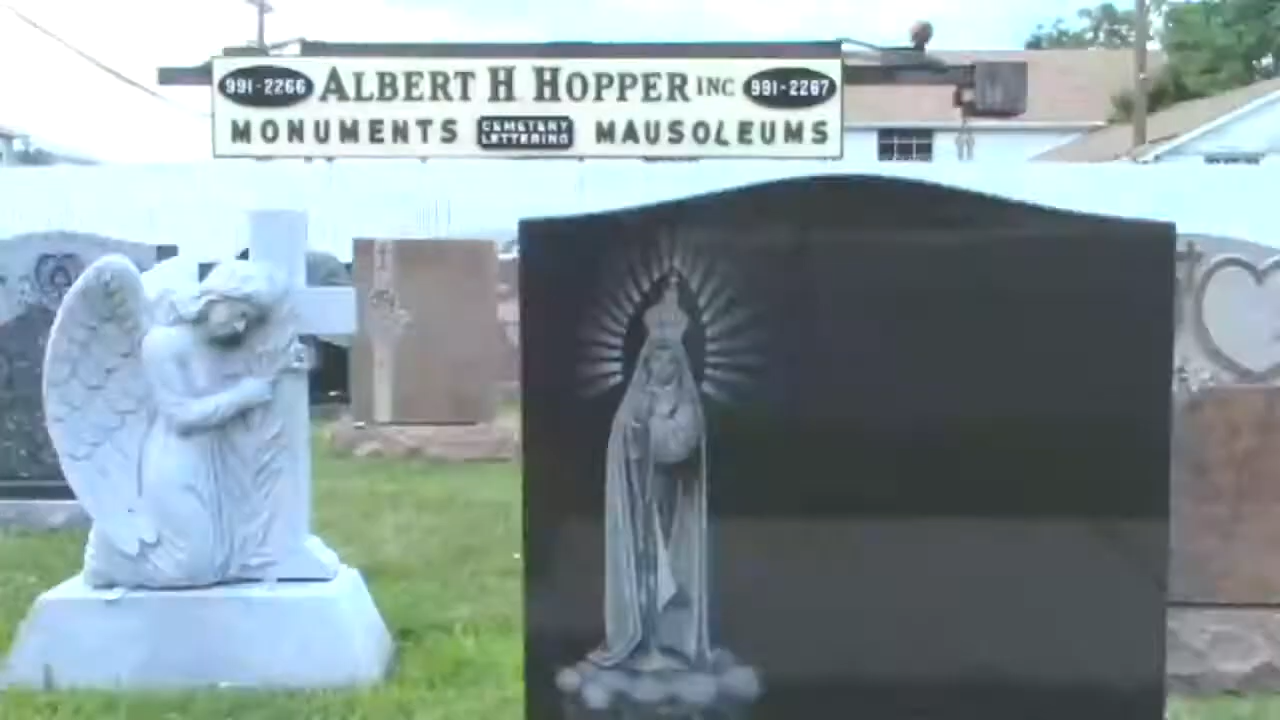 991-2266 ALBERT H HOPPER INC 991-2267
MONUMENTS CEMETERY LETTERING MAUSOLEUMS